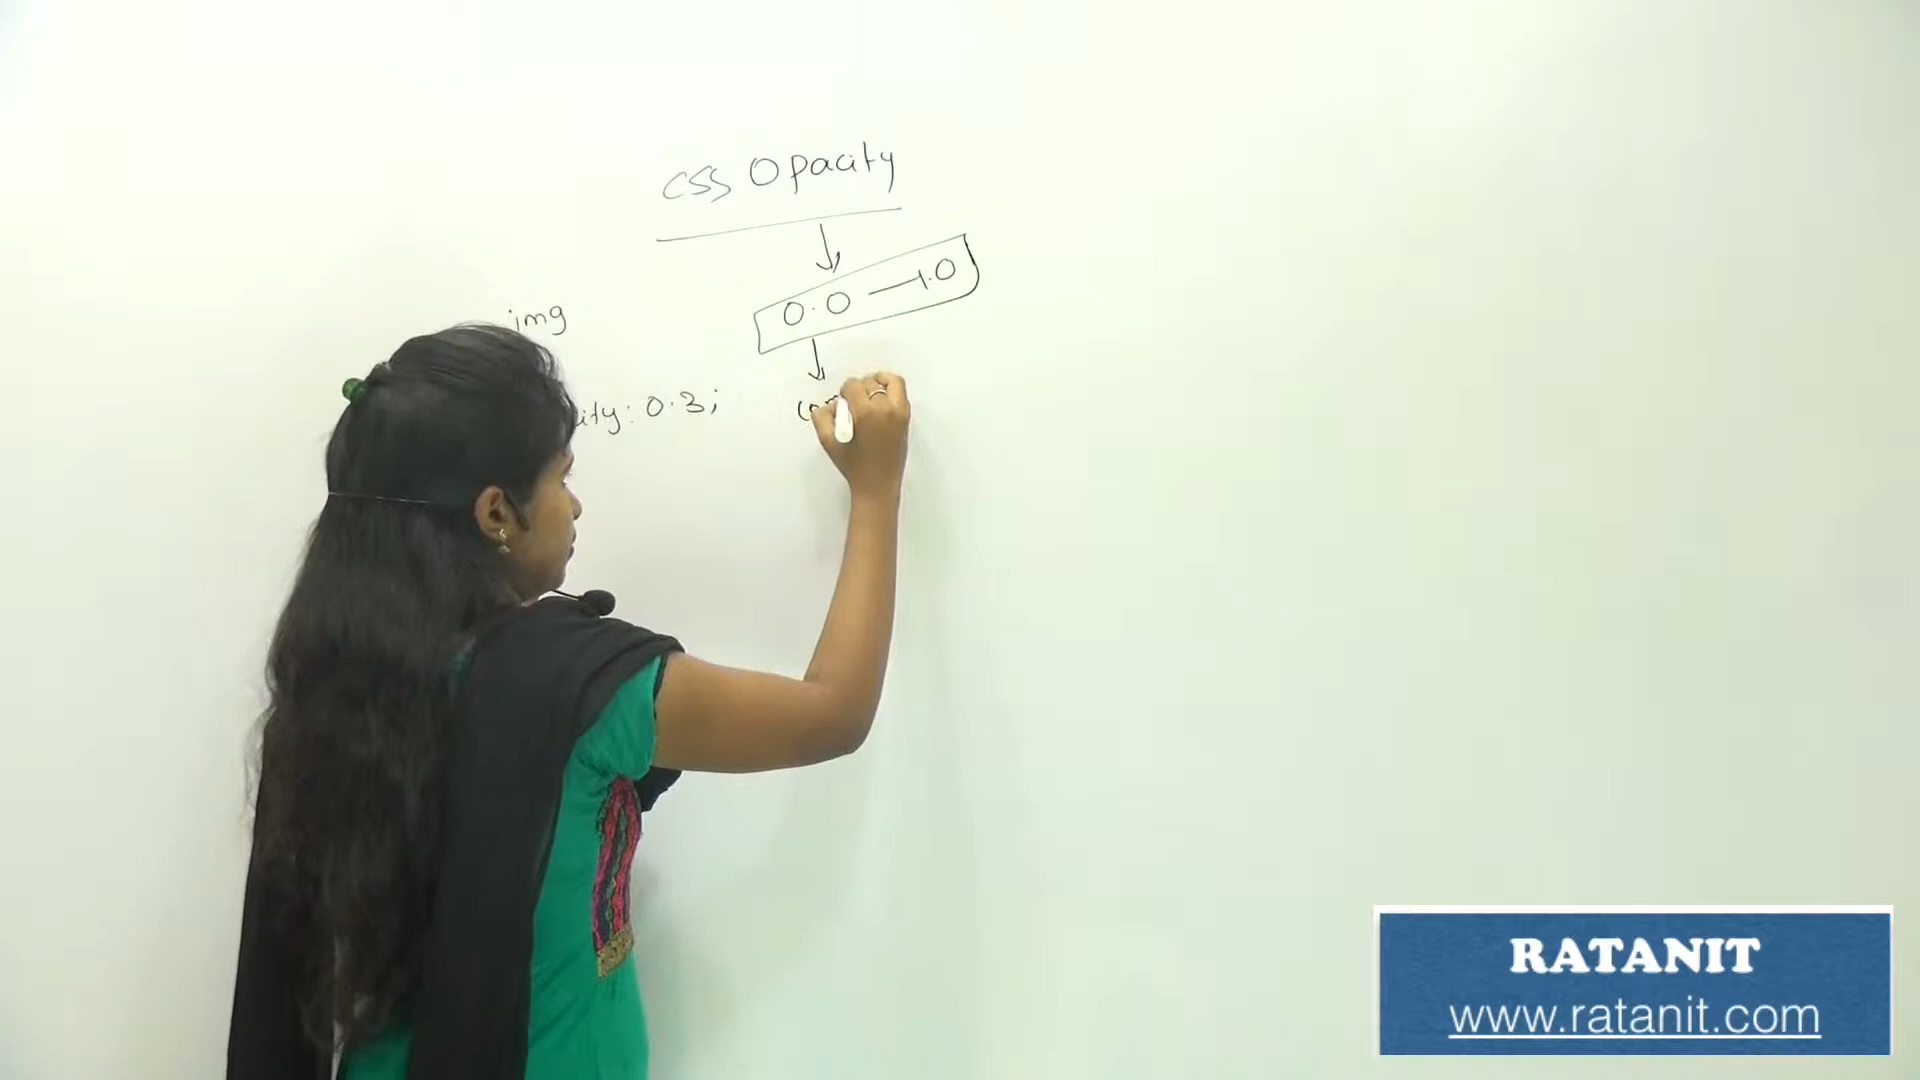 CSS Opacity
0.0 — 1.0
img
ity: 0.3;
RATANIT
www.ratanit.com